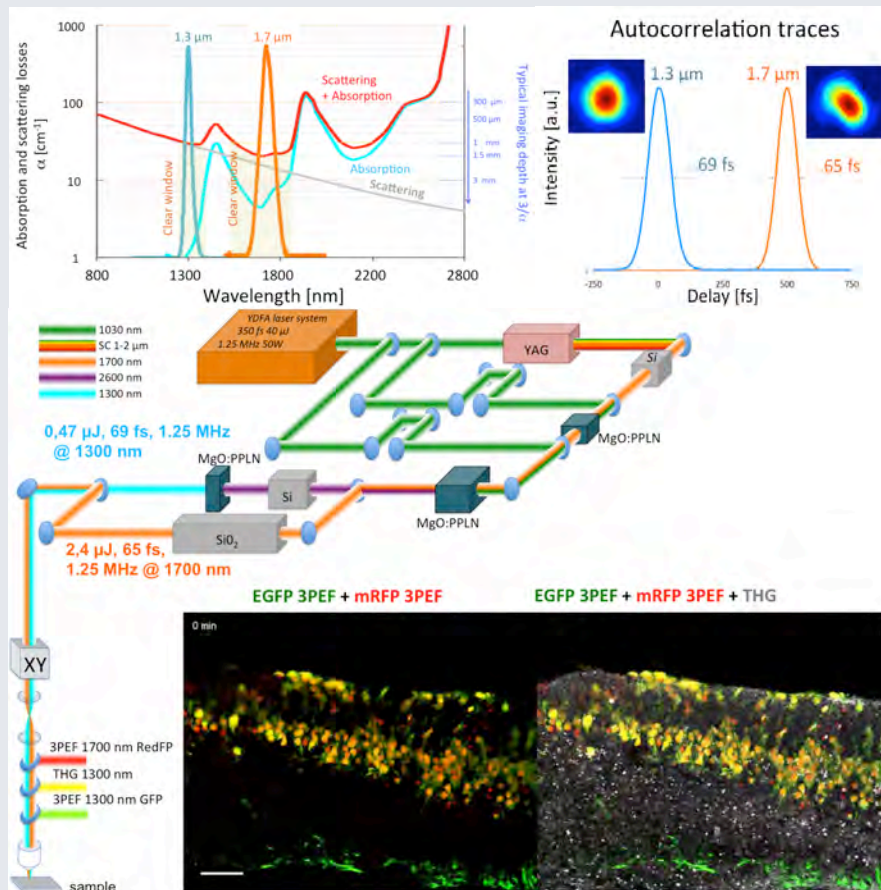 Absorption and scattering losses
α [cm⁻¹]
1000
100
10
1
1.3 µm
1.7 µm
Scattering
+ Absorption
Absorption
Scattering
Clear window
Clear window
300 µm
500 µm
1 mm
1.5 mm
3 mm
Typical imaging depth at 3/α
800
1300
1800
2200
2800
Wavelength [nm]
Autocorrelation traces
1.3 µm
1.7 µm
Intensity [a.u.]
69 fs
65 fs
-250
0
250
500
750
Delay [fs]
1030 nm
SC 1-2 µm
1700 nm
2600 nm
1300 nm
YDFA laser system
350 fs 40 µJ
1.25 MHz 50W
YAG
Si
MgO:PPLN
0,47 µJ, 69 fs, 1.25 MHz
@ 1300 nm
MgO:PPLN
Si
MgO:PPLN
SiO₂
2,4 µJ, 65 fs,
1.25 MHz @ 1700 nm
XY
3PEF 1700 nm RedFP
THG 1300 nm
3PEF 1300 nm GFP
sample
EGFP 3PEF + mRFP 3PEF
EGFP 3PEF + mRFP 3PEF + THG
0 min